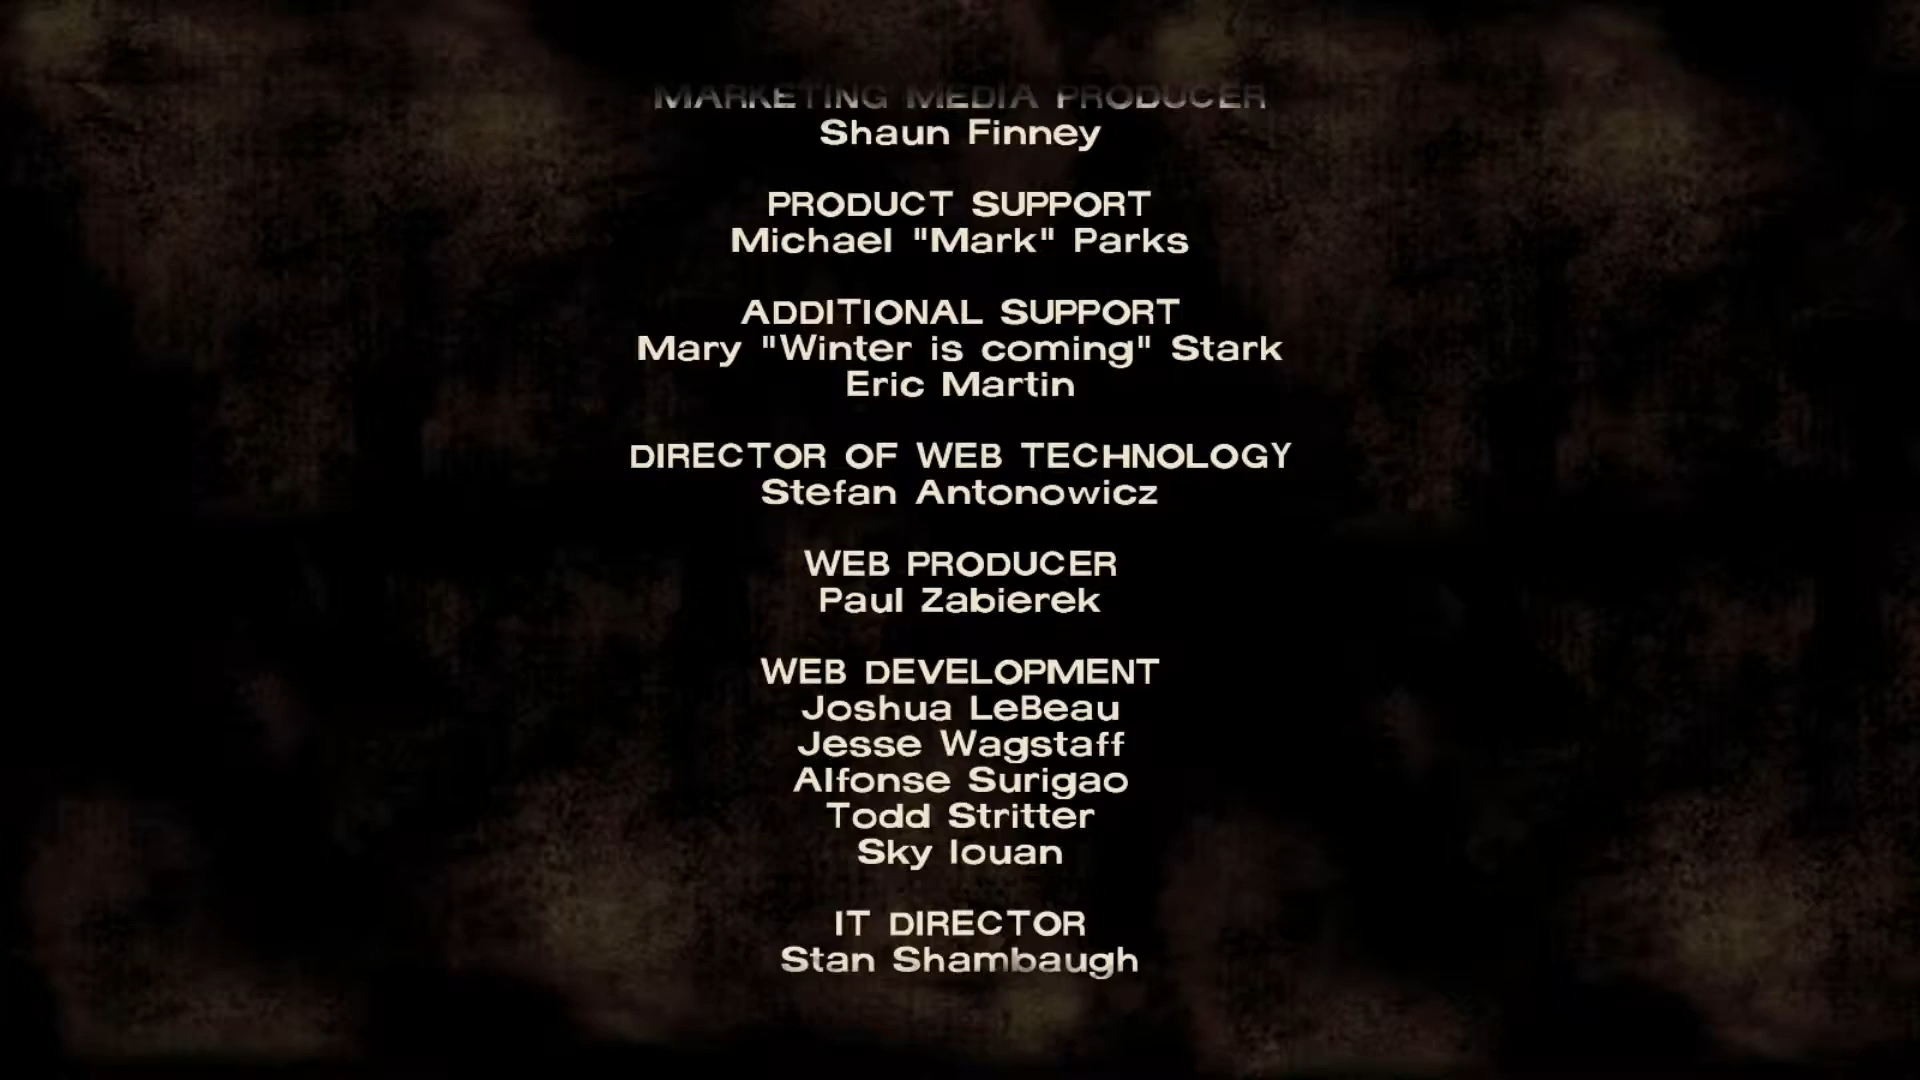 MARKETING MEDIA PRODUCER
Shaun Finney
PRODUCT SUPPORT
Michael "Mark" Parks
ADDITIONAL SUPPORT
Mary "Winter is coming" Stark
Eric Martin
DIRECTOR OF WEB TECHNOLOGY
Stefan Antonowicz
WEB PRODUCER
Paul Zabierek
WEB DEVELOPMENT
Joshua LeBeau
Jesse Wagstaff
Alfonse Surigao
Todd Stritter
Sky Iouan
IT DIRECTOR
Stan Shambaugh